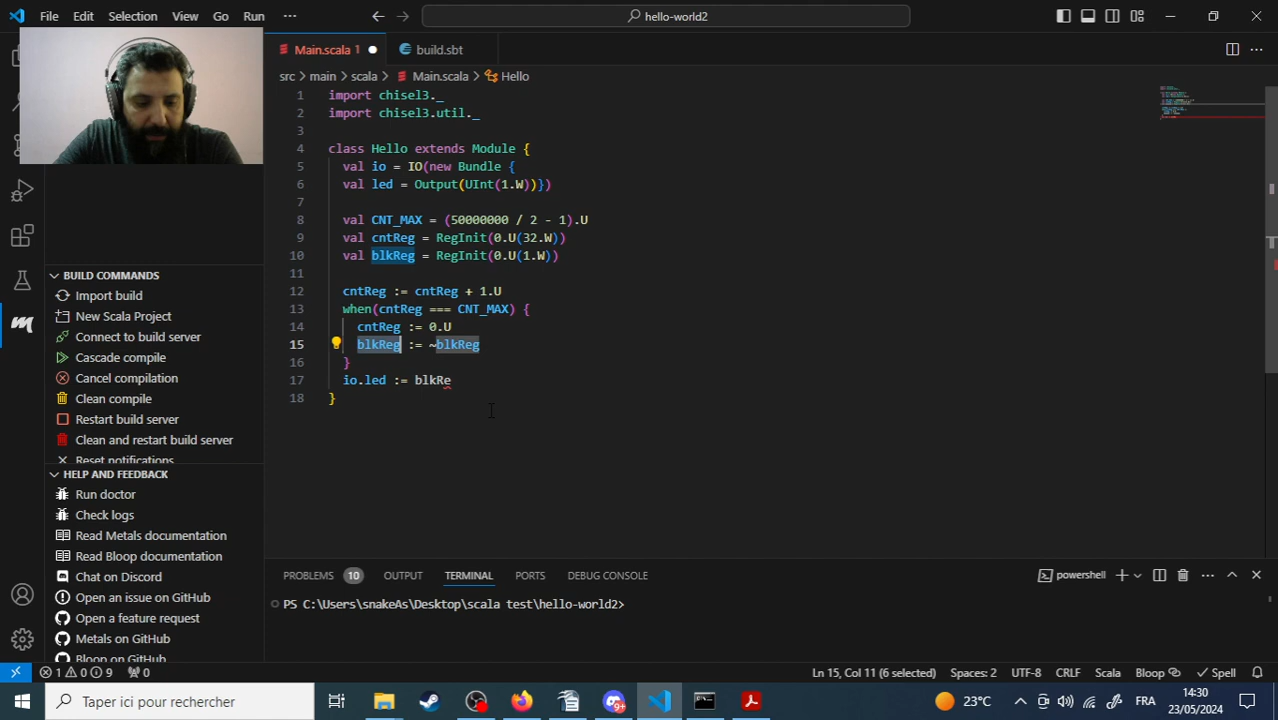 File Edit Selection View Go Run ··· hello-world2
Main.scala 1 build.sbt
src > main > scala > Main.scala > Hello
1 import chisel3._
2 import chisel3.util._
3
4 class Hello extends Module {
5 val io = IO(new Bundle {
6 val led = Output(UInt(1.W))})
7
8 val CNT_MAX = (50000000 / 2 - 1).U
9 val cntReg = RegInit(0.U(32.W))
10 val blkReg = RegInit(0.U(1.W))
11
12 cntReg := cntReg + 1.U
13 when(cntReg === CNT_MAX) {
14 cntReg := 0.U
15 blkReg := ~blkReg
16 }
17 io.led := blkRe
18 }
BUILD COMMANDS
Import build
New Scala Project
Connect to build server
Cascade compile
Cancel compilation
Clean compile
Restart build server
Clean and restart build server
Reset notifications
HELP AND FEEDBACK
Run doctor
Check logs
Read Metals documentation
Read Bloop documentation
Chat on Discord
Open an issue on GitHub
Open a feature request
Metals on GitHub
Bloop on GitHub
PROBLEMS 10 OUTPUT TERMINAL PORTS DEBUG CONSOLE powershell
PS C:\Users\snakeAs\Desktop\scala test\hello-world2>
1 0 9 0 Ln 15, Col 11 (6 selected) Spaces: 2 UTF-8 CRLF Scala Bloop Spell
Taper ici pour rechercher 23°C FRA 14:30
23/05/2024